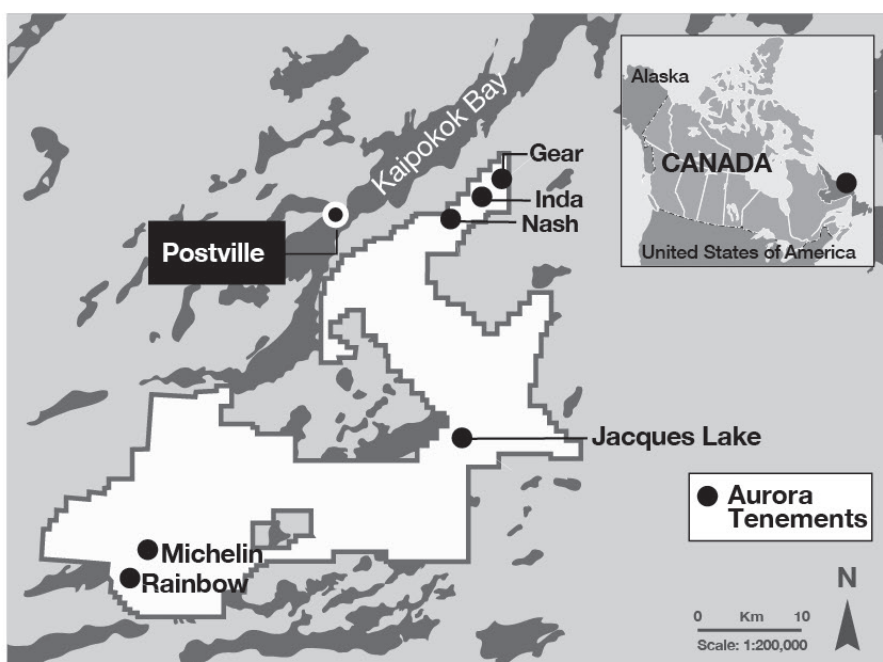 Alaska
CANADA
United States of America
Kaipokok Bay
Gear
Inda
Nash
Postville
Jacques Lake
Aurora
Tenements
Michelin
Rainbow
N
0 Km 10
Scale: 1:200,000